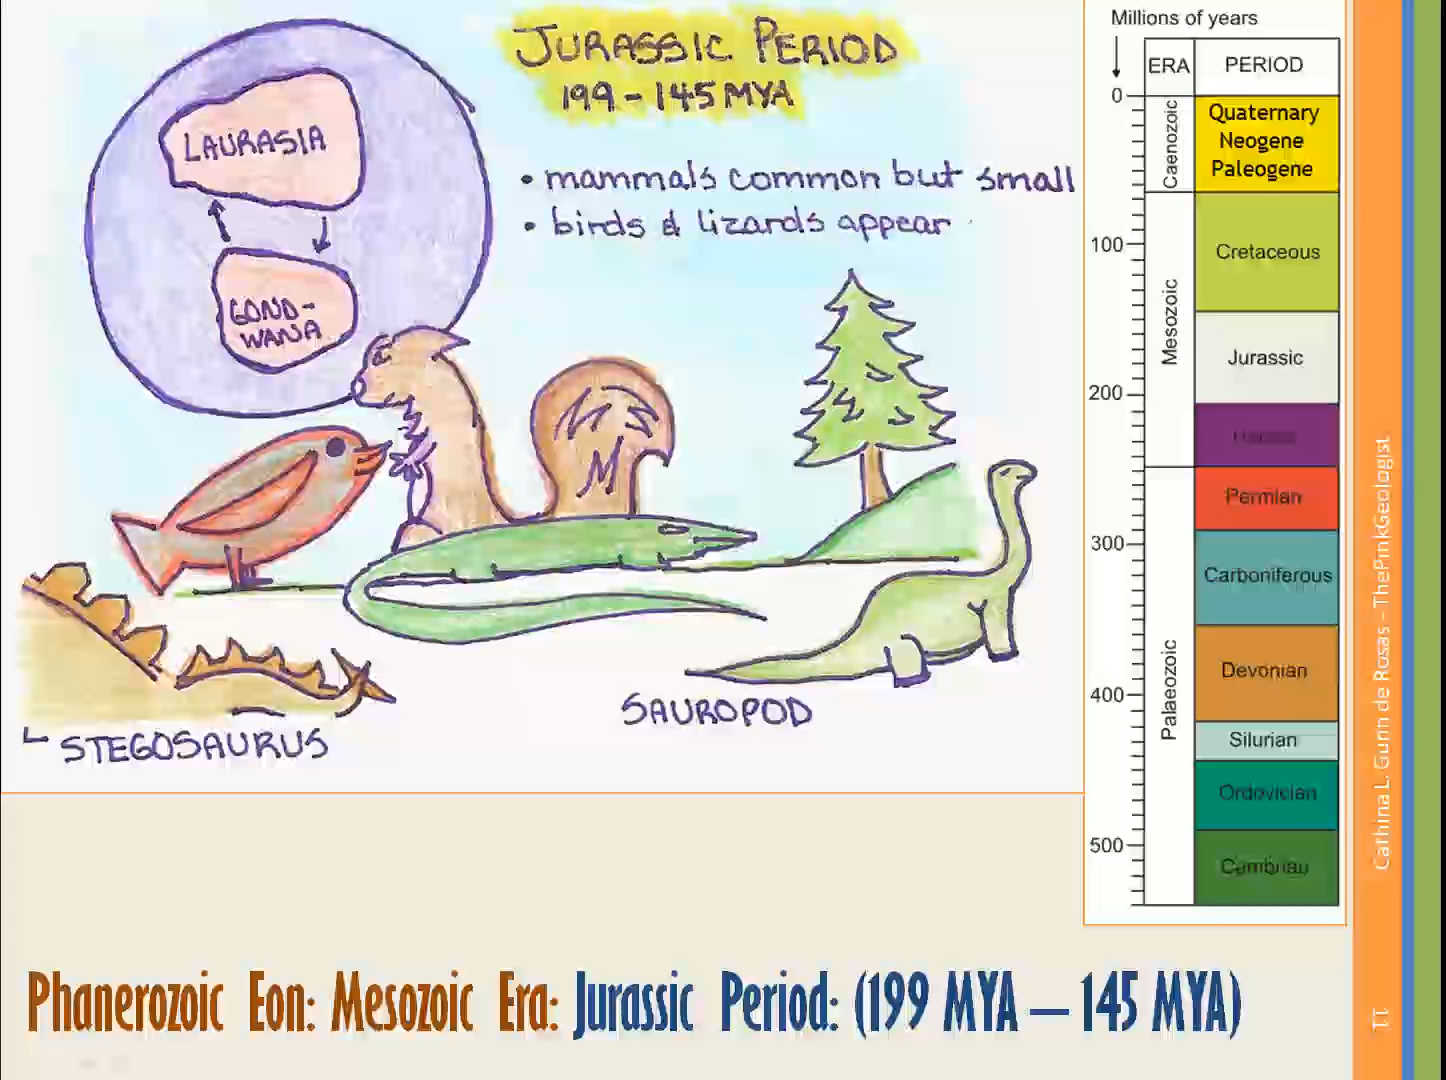 JURASSIC PERIOD
199 - 145 MYA
• mammals common but small
• birds & lizards appear
LAURASIA
GOND-
WANA
STEGOSAURUS
SAUROPOD
Millions of years
ERA PERIOD
0
100
200
300
400
500
Caenozoic
Mesozoic
Palaeozoic
Quaternary
Neogene
Paleogene
Cretaceous
Jurassic
Permian
Carboniferous
Devonian
Silurian
Ordovician
Cambrian
Cathina L. Gunn de Rosas - ThePinkGeologist
11
Phanerozoic Eon: Mesozoic Era: Jurassic Period: (199 MYA – 145 MYA)